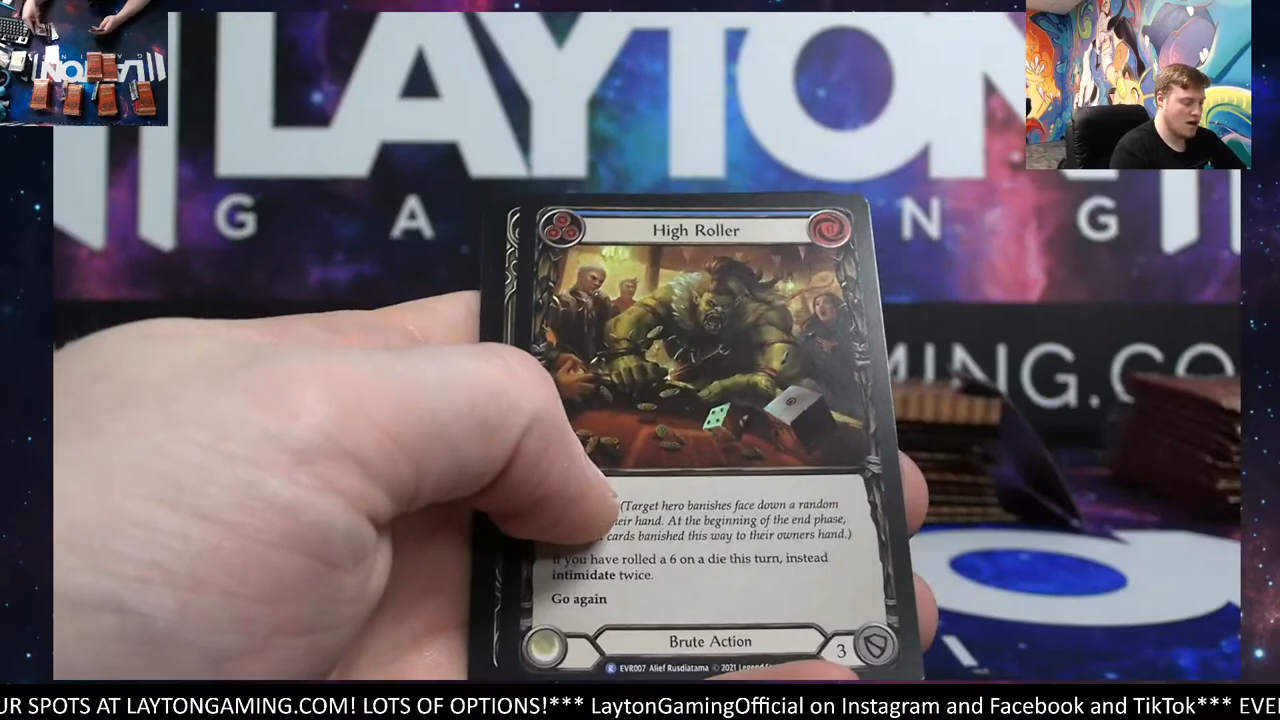 LAYTON
G A N G
High Roller
0
(Target hero banishes face down a random
their hand. At the beginning of the end phase,
cards banished this way to their owners hand.)
If you have rolled a 6 on a die this turn, instead
intimidate twice.
Go again
Brute Action
3
R EVR007 Alief Rusdiatama © 2021 Legend
MING.CO
UR SPOTS AT LAYTONGAMING.COM! LOTS OF OPTIONS!*** LaytonGamingOfficial on Instagram and Facebook and TikTok*** EVE